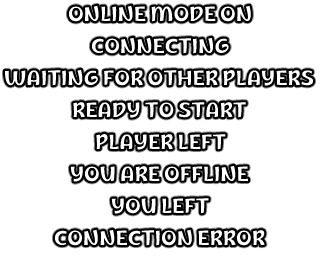 ONLINE MODE ON
CONNECTING
WAITING FOR OTHER PLAYERS
READY TO START
PLAYER LEFT
YOU ARE OFFLINE
YOU LEFT
CONNECTION ERROR